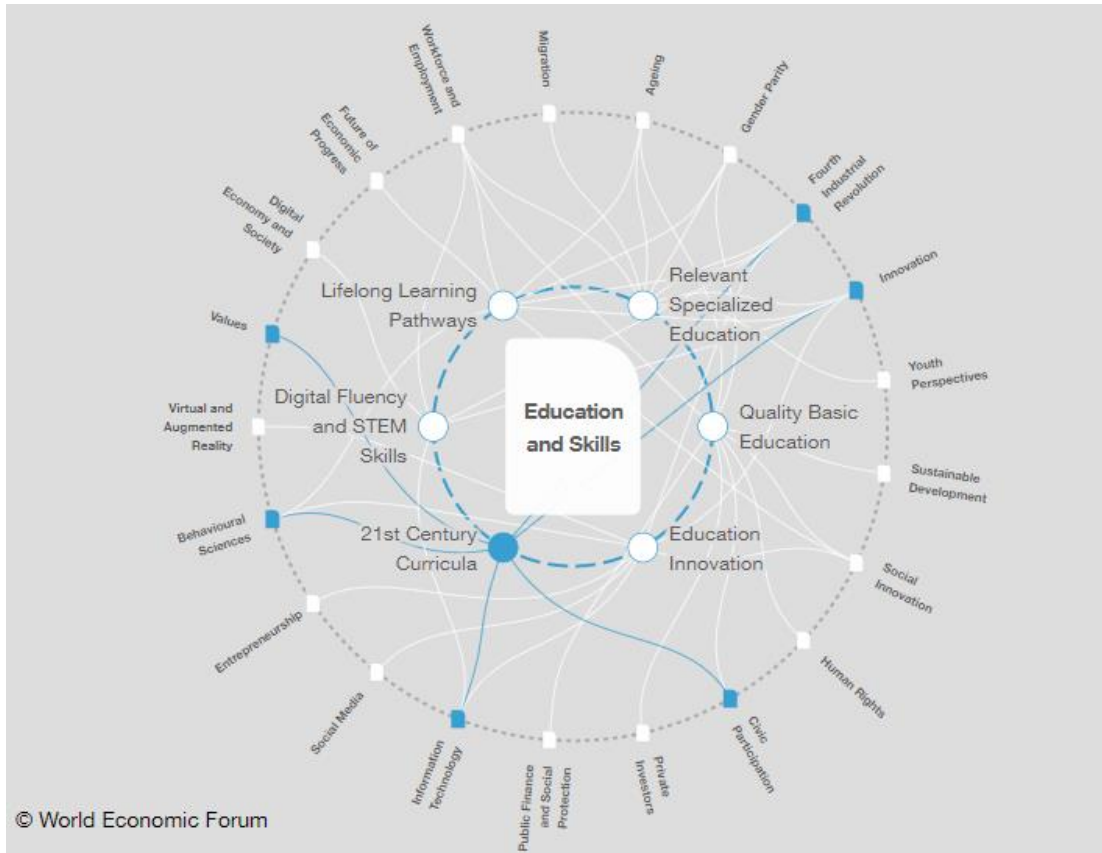 Workforce and
Employment
Migration
Ageing
Gender Parity
Future of
Economic
Progress
Fourth
Industrial
Revolution
Digital
Economy and
Society
Innovation
Values
Lifelong Learning
Pathways
Relevant
Specialized
Education
Youth
Perspectives
Virtual and
Augmented
Reality
Digital Fluency
and STEM
Skills
Education
and Skills
Quality Basic
Education
Sustainable
Development
Behavioural
Sciences
21st Century
Curricula
Education
Innovation
Social
Innovation
Entrepreneurship
Human Rights
Social Media
Information
Technology
Public Finance
and Social
Protection
Private
Investors
Civic
Participation
© World Economic Forum